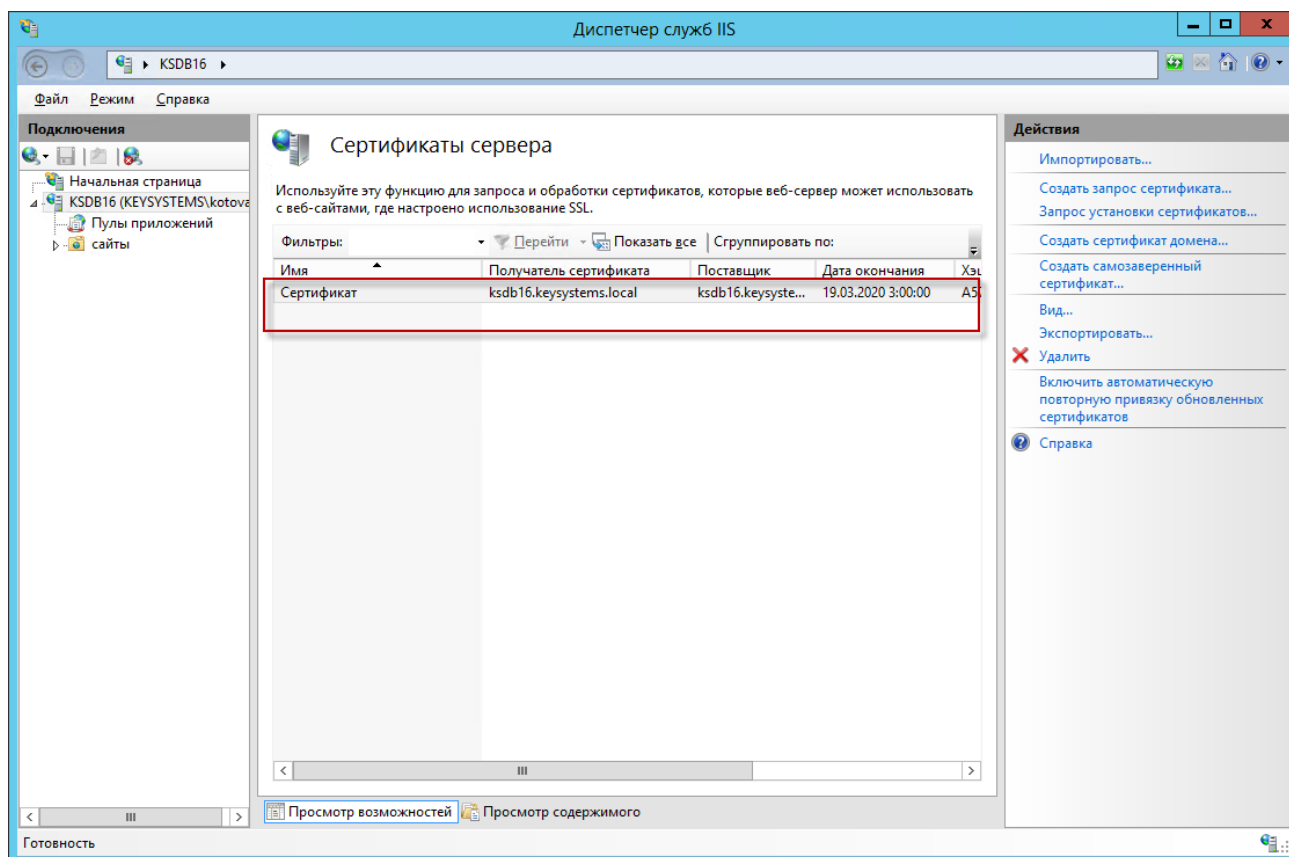 Диспетчер служб IIS
KSDB16
Файл Режим Справка
Подключения
Начальная страница
KSDB16 (KEYSYSTEMS\kotova
Пулы приложений
сайты
Сертификаты сервера
Используйте эту функцию для запроса и обработки сертификатов, которые веб-сервер может использовать
с веб-сайтами, где настроено использование SSL.
Фильтры: Перейти Показать все Сгруппировать по:
Имя Получатель сертификата Поставщик Дата окончания Хэш
Сертификат ksdb16.keysystems.local ksdb16.keysyste... 19.03.2020 3:00:00
Просмотр возможностей Просмотр содержимого
Готовность
Действия
Импортировать...
Создать запрос сертификата...
Запрос установки сертификатов...
Создать сертификат домена...
Создать самозаверенный
сертификат...
Вид...
Экспортировать...
Удалить
Включить автоматическую
повторную привязку обновленных
сертификатов
Справка